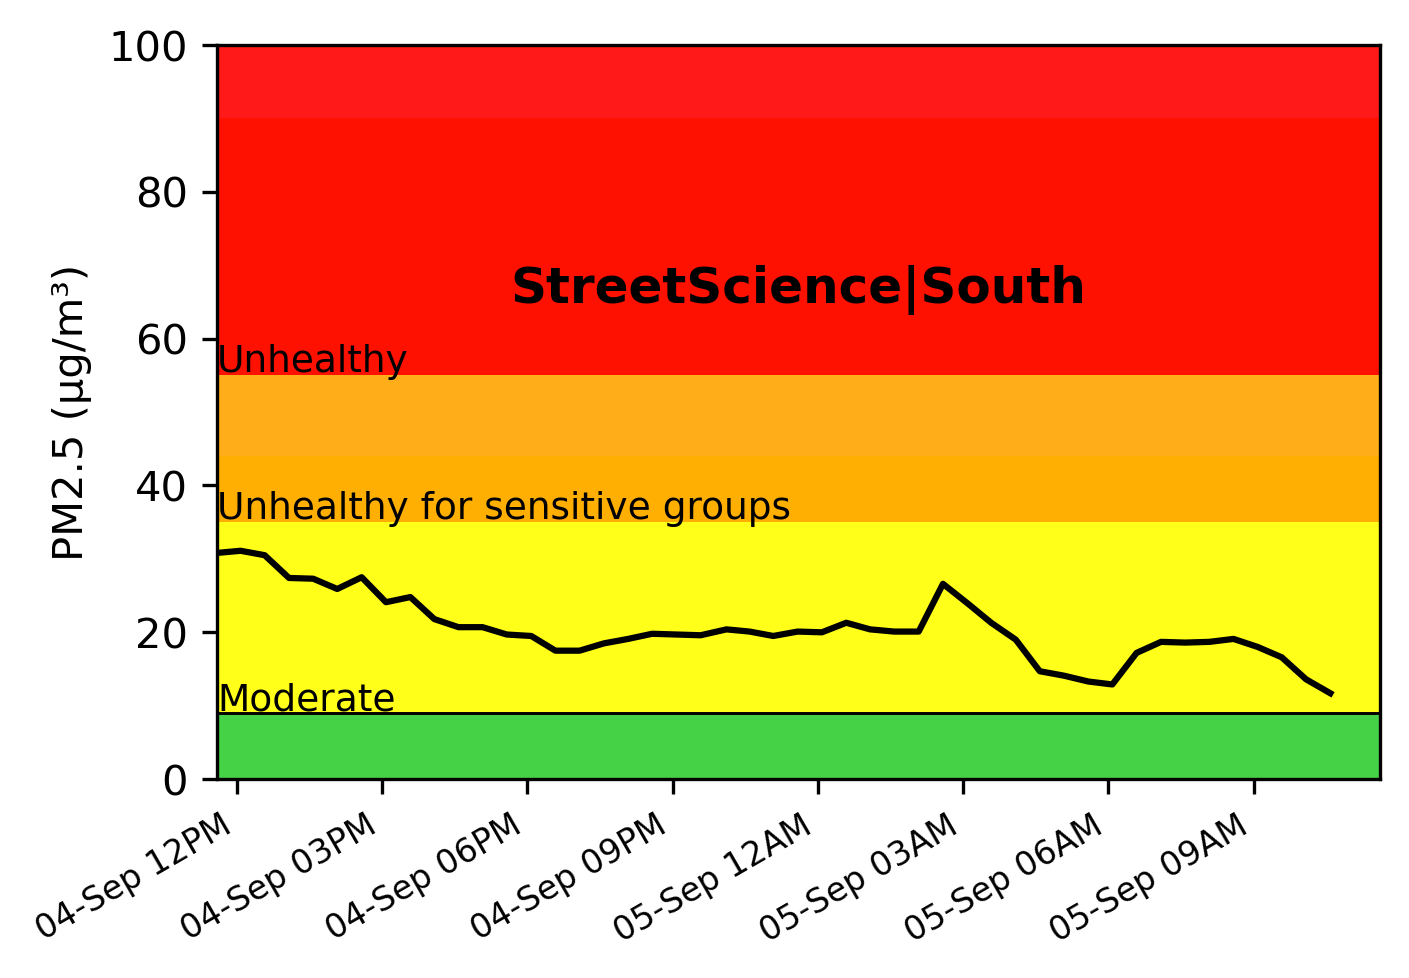 100
80
60
40
20
0
PM2.5 (µg/m³)
StreetScience|South
Unhealthy
Unhealthy for sensitive groups
Moderate
04-Sep 12PM
04-Sep 03PM
04-Sep 06PM
04-Sep 09PM
05-Sep 12AM
05-Sep 03AM
05-Sep 06AM
05-Sep 09AM